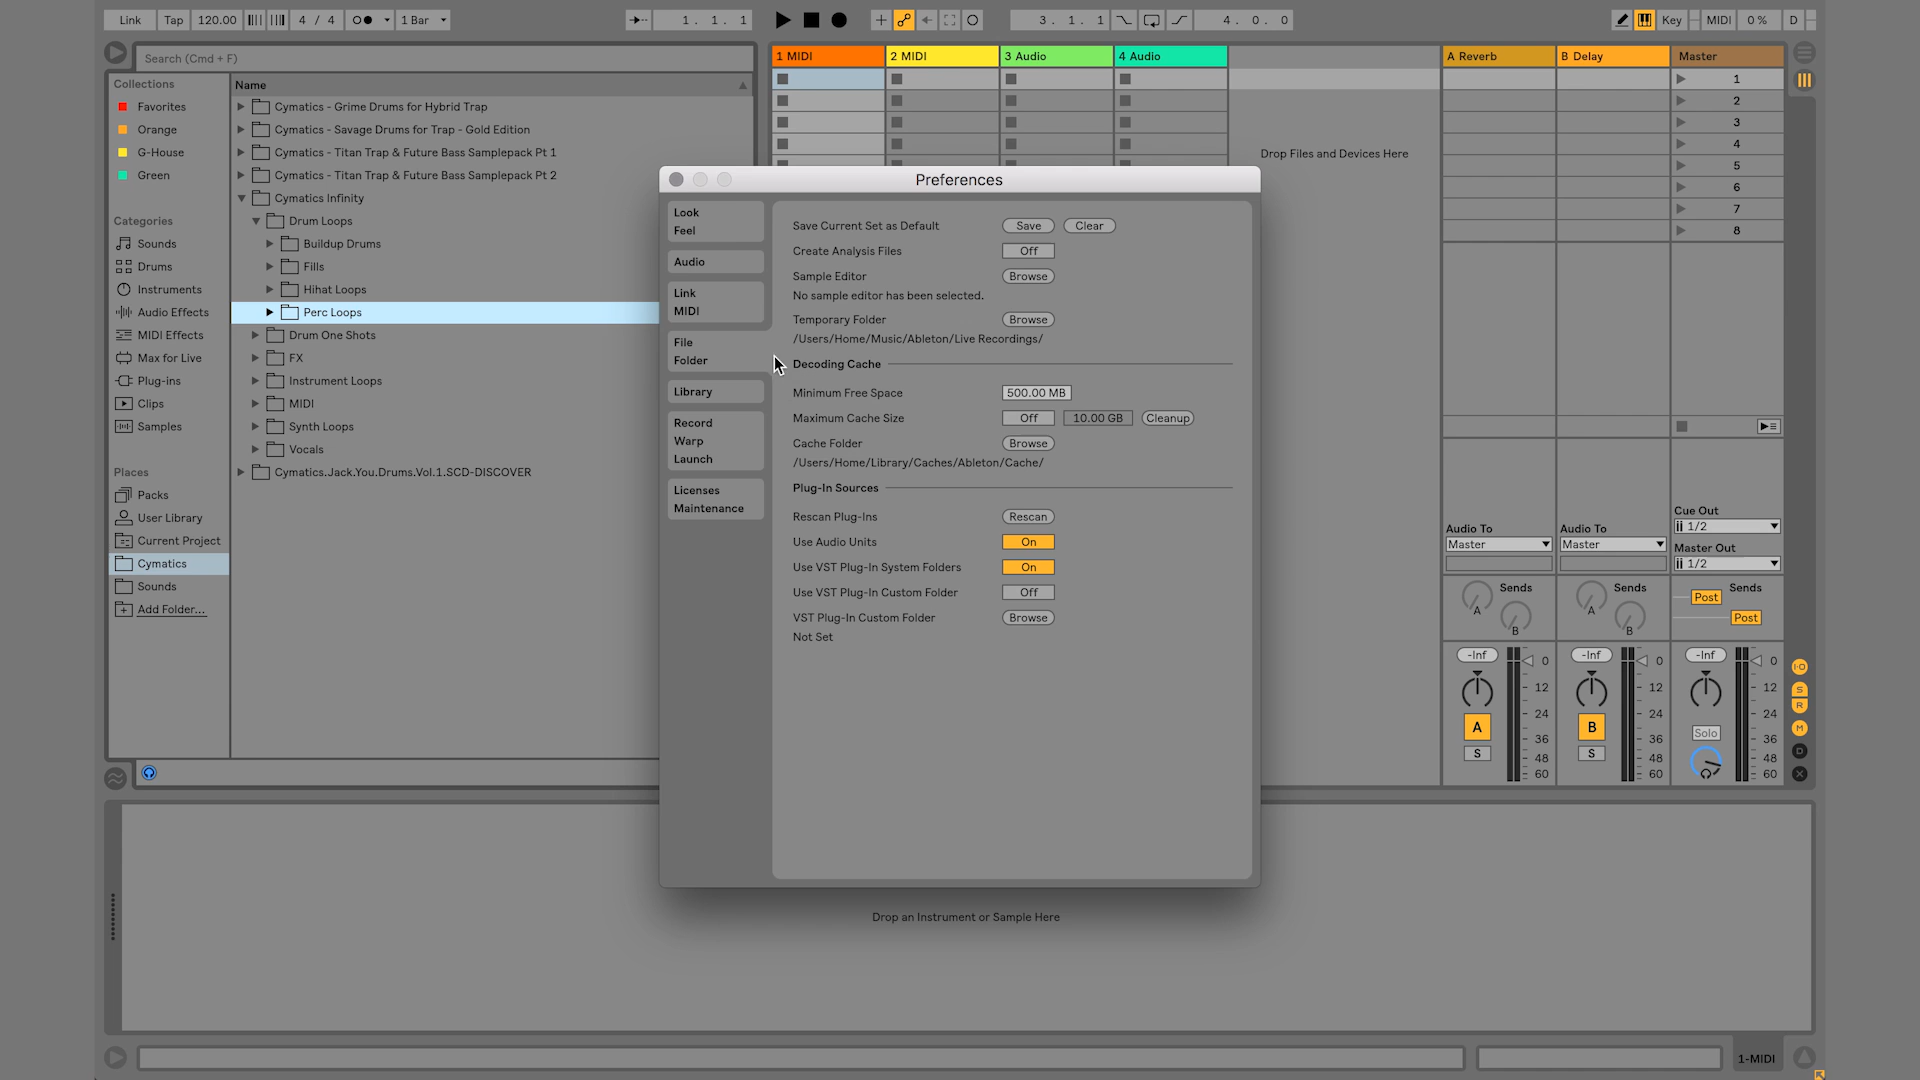 Link Tap 120.00 4 / 4 1 Bar 1. 1. 1 3. 1. 1 4. 0. 0 Key MIDI 0 % D
Search (Cmd + F)
Collections
Favorites
Orange
G-House
Green
Categories
Sounds
Drums
Instruments
Audio Effects
MIDI Effects
Max for Live
Plug-ins
Clips
Samples
Places
Packs
User Library
Current Project
Cymatics
Sounds
Add Folder...
Name
Cymatics - Grime Drums for Hybrid Trap
Cymatics - Savage Drums for Trap - Gold Edition
Cymatics - Titan Trap & Future Bass Samplepack Pt 1
Cymatics - Titan Trap & Future Bass Samplepack Pt 2
Cymatics Infinity
Drum Loops
Buildup Drums
Fills
Hihat Loops
Perc Loops
Drum One Shots
FX
Instrument Loops
MIDI
Synth Loops
Vocals
Cymatics.Jack.You.Drums.Vol.1.SCD-DISCOVER
1 MIDI 2 MIDI 3 Audio 4 Audio A Reverb B Delay Master
1
2
3
4
5
6
7
8
Drop Files and Devices Here
Preferences
Look
Feel
Audio
Link
MIDI
File
Folder
Library
Record
Warp
Launch
Licenses
Maintenance
Save Current Set as Default Save Clear
Create Analysis Files Off
Sample Editor Browse
No sample editor has been selected.
Temporary Folder Browse
/Users/Home/Music/Ableton/Live Recordings/
Decoding Cache
Minimum Free Space 500.00 MB
Maximum Cache Size Off 10.00 GB Cleanup
Cache Folder Browse
/Users/Home/Library/Caches/Ableton/Cache/
Plug-In Sources
Rescan Plug-Ins Rescan
Use Audio Units On
Use VST Plug-In System Folders On
Use VST Plug-In Custom Folder Off
VST Plug-In Custom Folder Browse
Not Set
Cue Out
ii 1/2
Audio To Audio To Master Out
Master Master ii 1/2
Sends Sends Sends
A A Post
B B Post
-Inf 0 -Inf 0 -Inf 0
12 12 12
24 24 24
A B Solo
36 36 36
S S
48 48 48
60 60 60
I-O
S
R
M
D
X
Drop an Instrument or Sample Here
1-MIDI